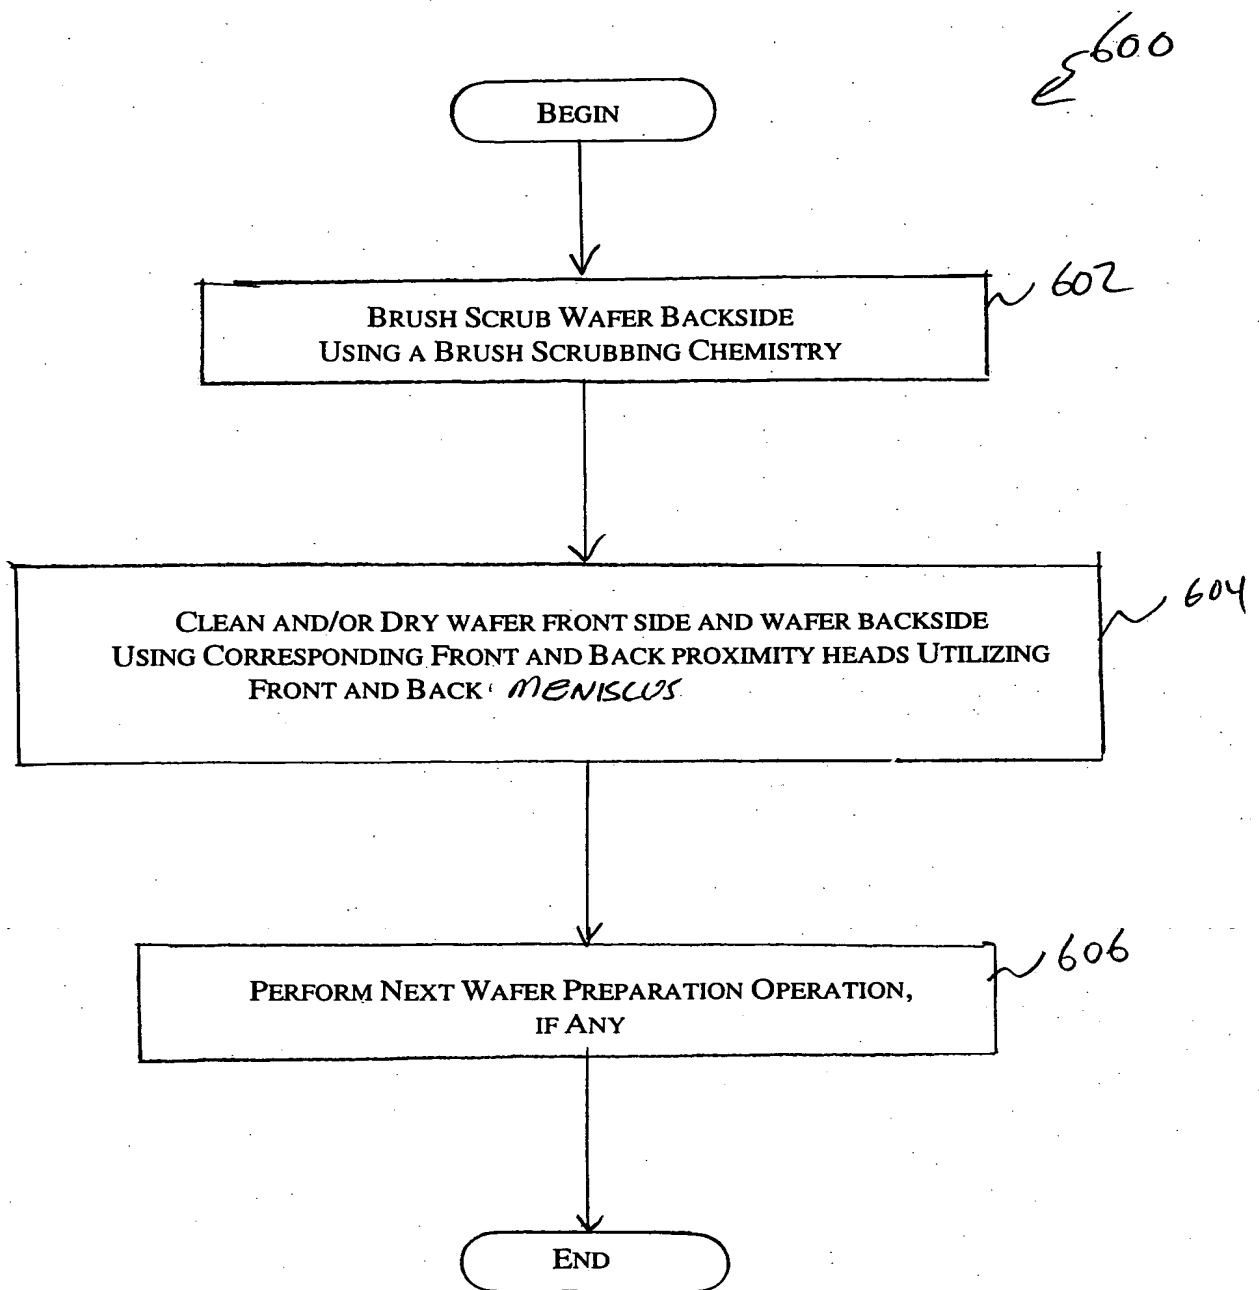 600
BEGIN
602
BRUSH SCRUB WAFER BACKSIDE
USING A BRUSH SCRUBBING CHEMISTRY
604
CLEAN AND/OR DRY WAFER FRONT SIDE AND WAFER BACKSIDE
USING CORRESPONDING FRONT AND BACK PROXIMITY HEADS UTILIZING
FRONT AND BACK MENISCUS
606
PERFORM NEXT WAFER PREPARATION OPERATION,
IF ANY
END